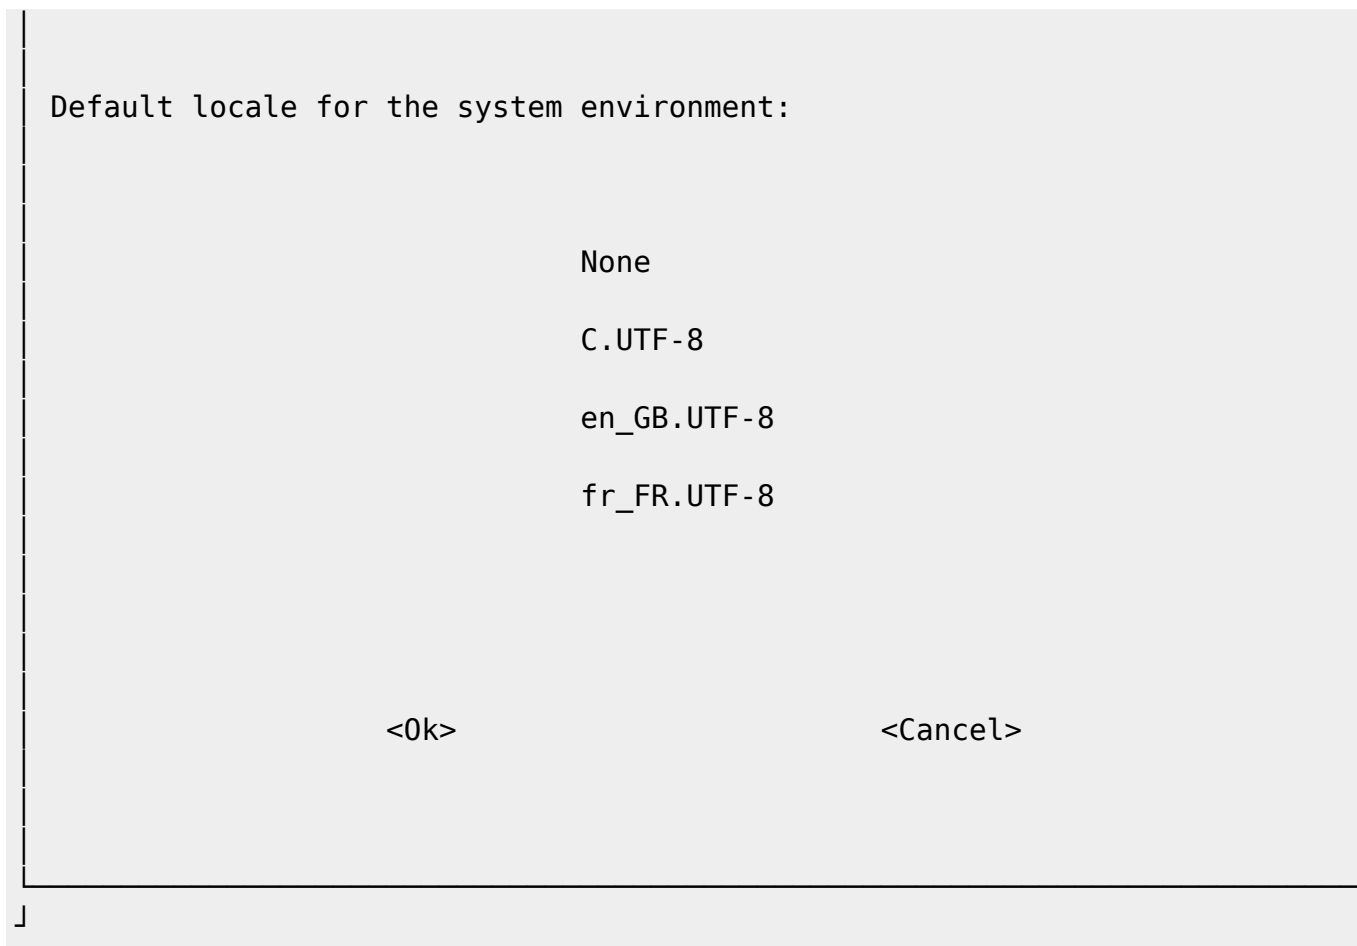 Default locale for the system environment:
None
C.UTF-8
en_GB.UTF-8
fr_FR.UTF-8
<Ok> <Cancel>